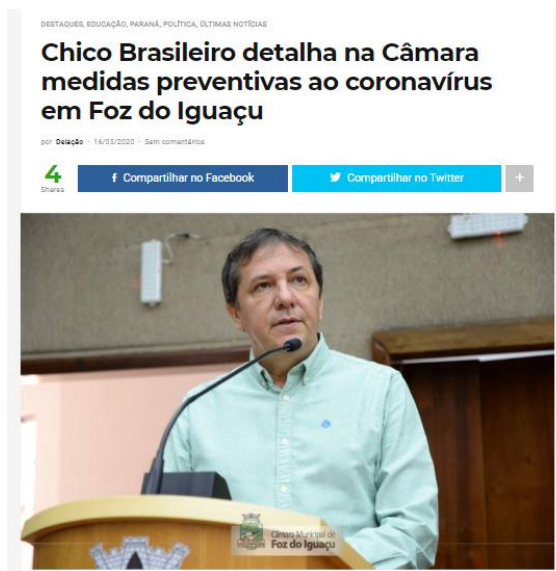 DESTAQUES, EDUCAÇÃO, PARANÁ, POLÍTICA, ÚLTIMAS NOTÍCIAS
Chico Brasileiro detalha na Câmara
medidas preventivas ao coronavírus
em Foz do Iguaçu
por Delação - 16/03/2020 - Sem comentários
4
Shares
f Compartilhar no Facebook
Compartilhar no Twitter
+
Câmara Municipal de
Foz do Iguaçu